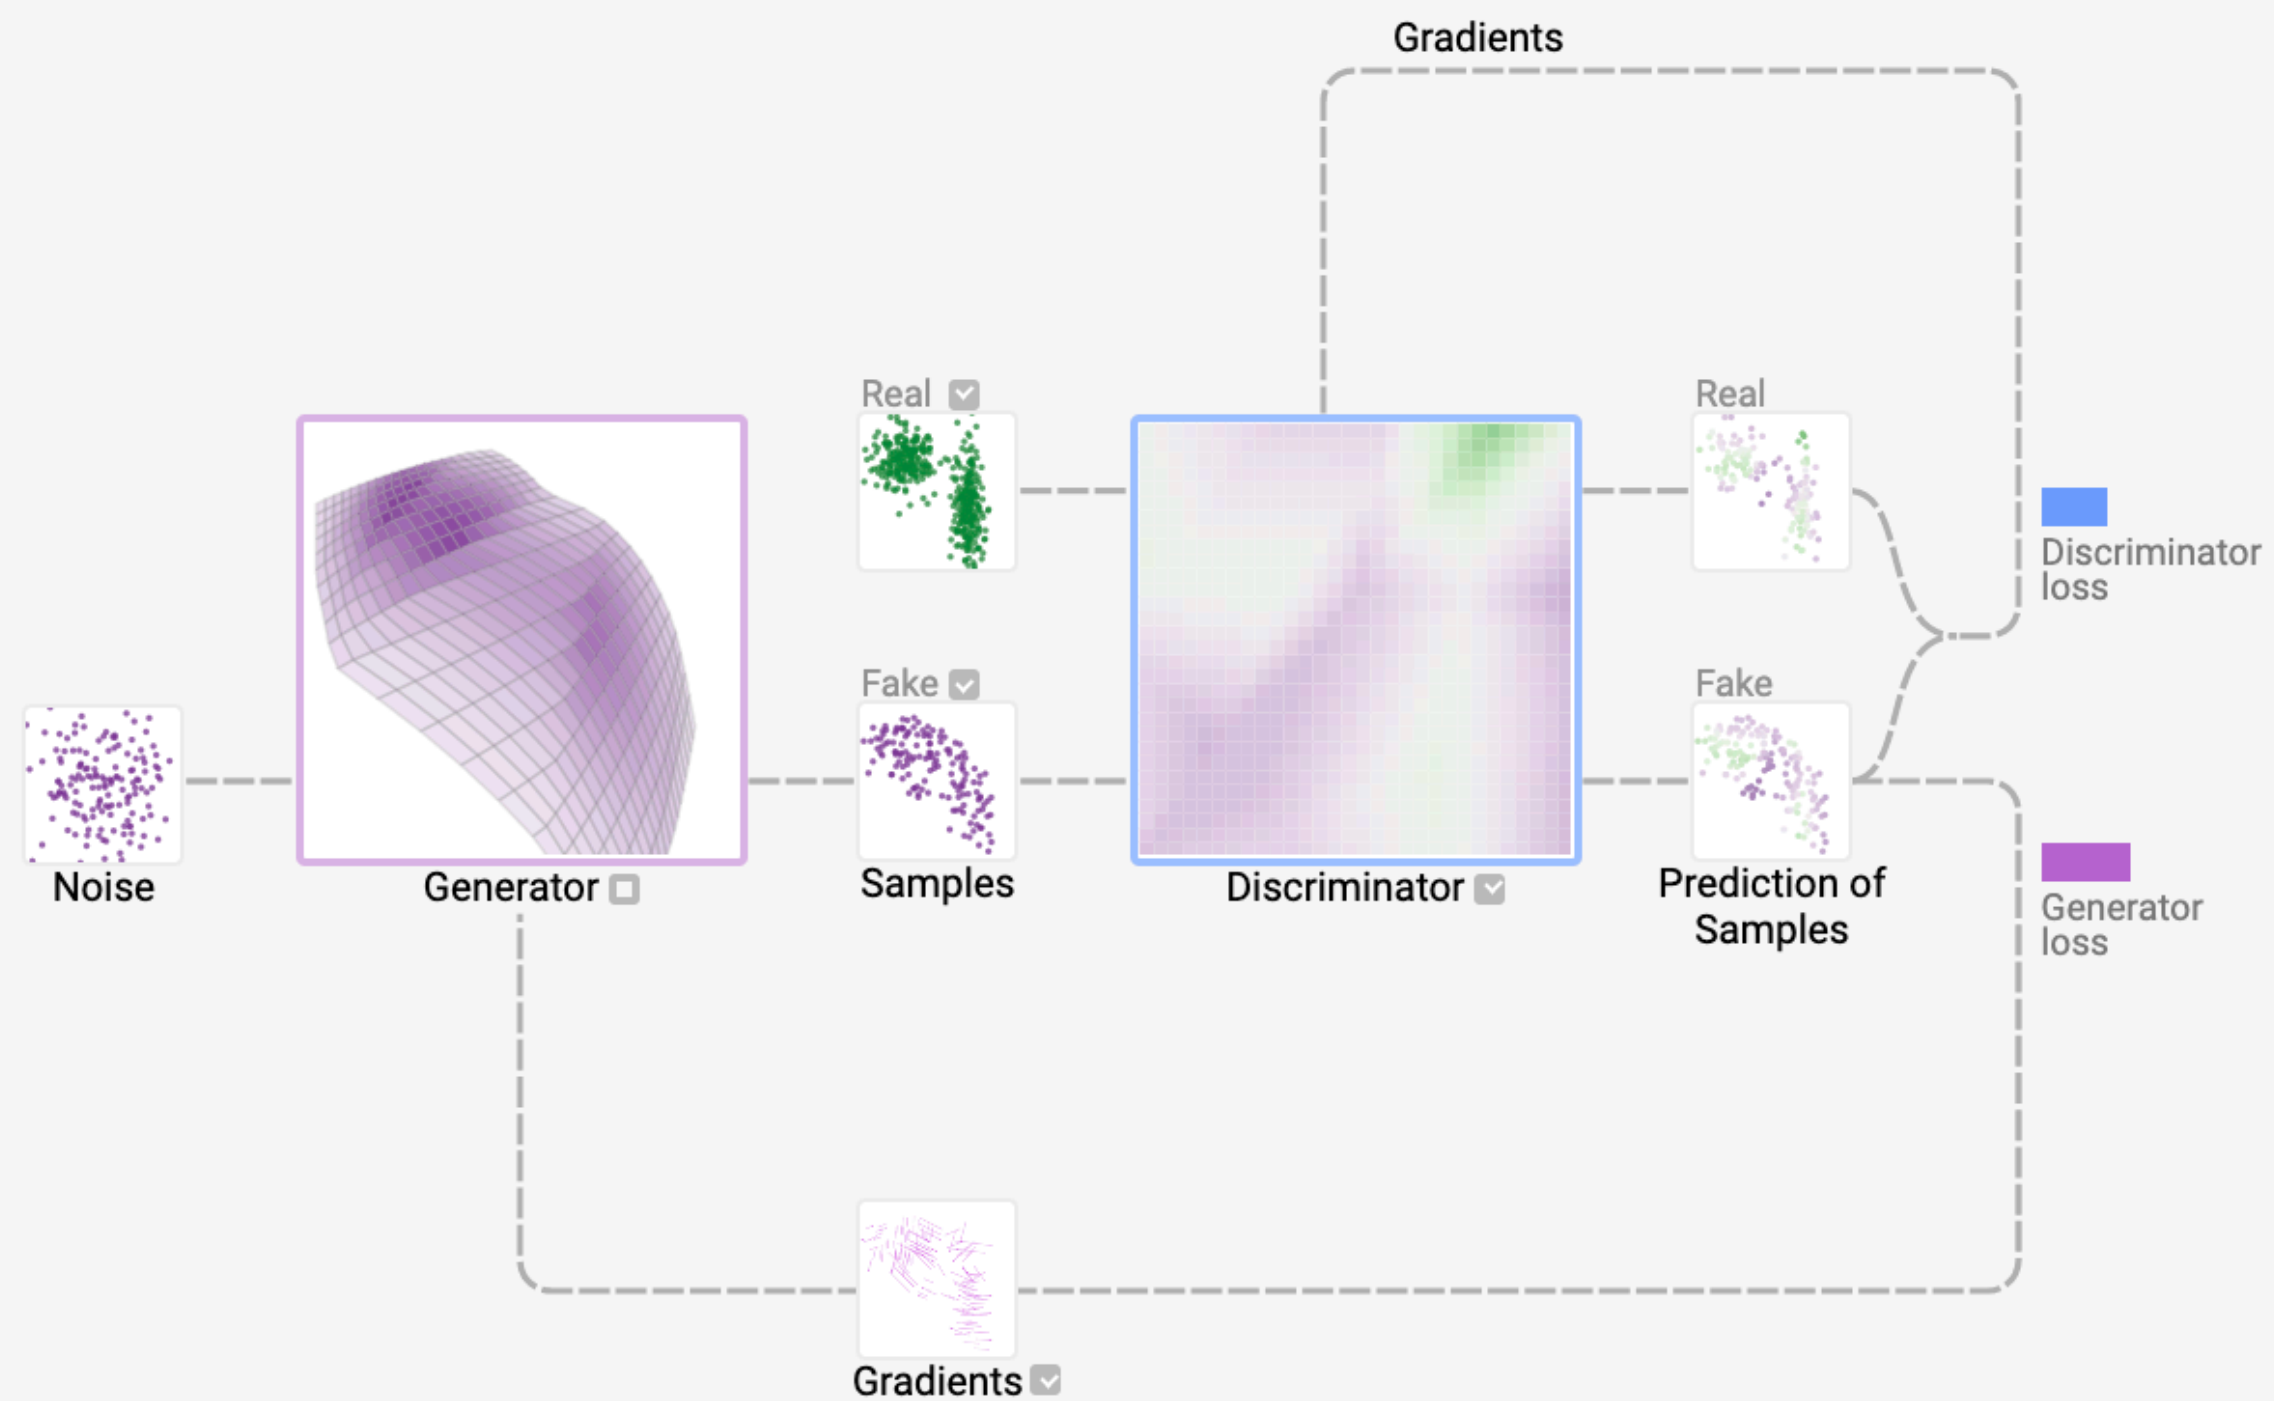 Gradients
Real
Real
Discriminator
loss
Fake
Fake
Noise
Generator
Samples
Discriminator
Prediction of
Samples
Generator
loss
Gradients